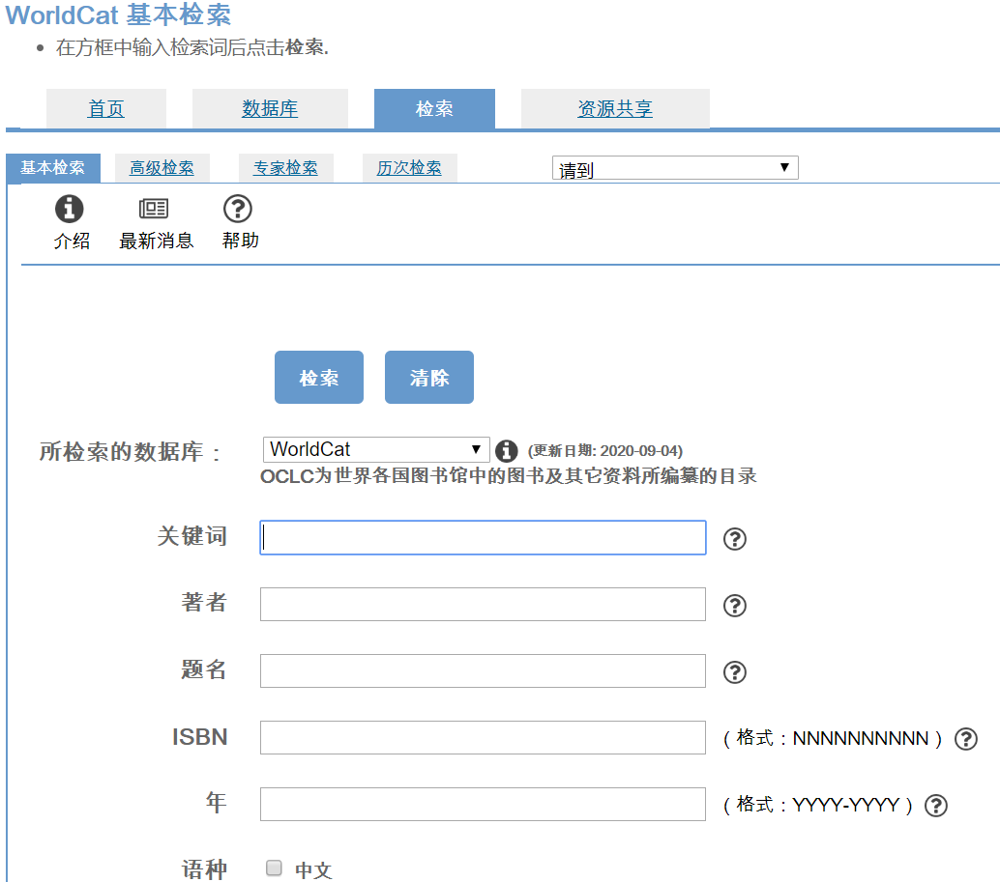 WorldCat 基本检索
在方框中输入检索词后点击检索.
首页 数据库 检索 资源共享
基本检索 高级检索 专家检索 历次检索 请到
介绍 最新消息 帮助
检索 清除
所检索的数据库： WorldCat (更新日期: 2020-09-04)
OCLC为世界各国图书馆中的图书及其它资料所编纂的目录
关键词
著者
题名
ISBN （格式：NNNNNNNNNN）
年 （格式：YYYY-YYYY）
语种 中文